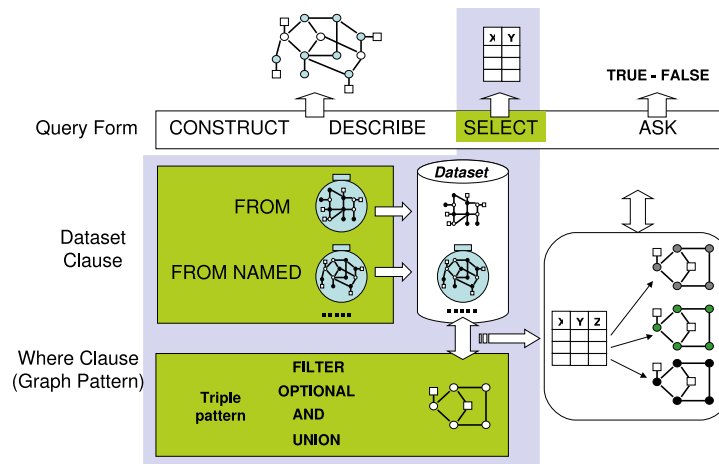 X Y
TRUE - FALSE
Query Form
CONSTRUCT DESCRIBE SELECT ASK
Dataset
FROM
Dataset
Clause
FROM NAMED
X Y Z
Where Clause
(Graph Pattern)
FILTER
Triple
pattern
OPTIONAL
AND
UNION